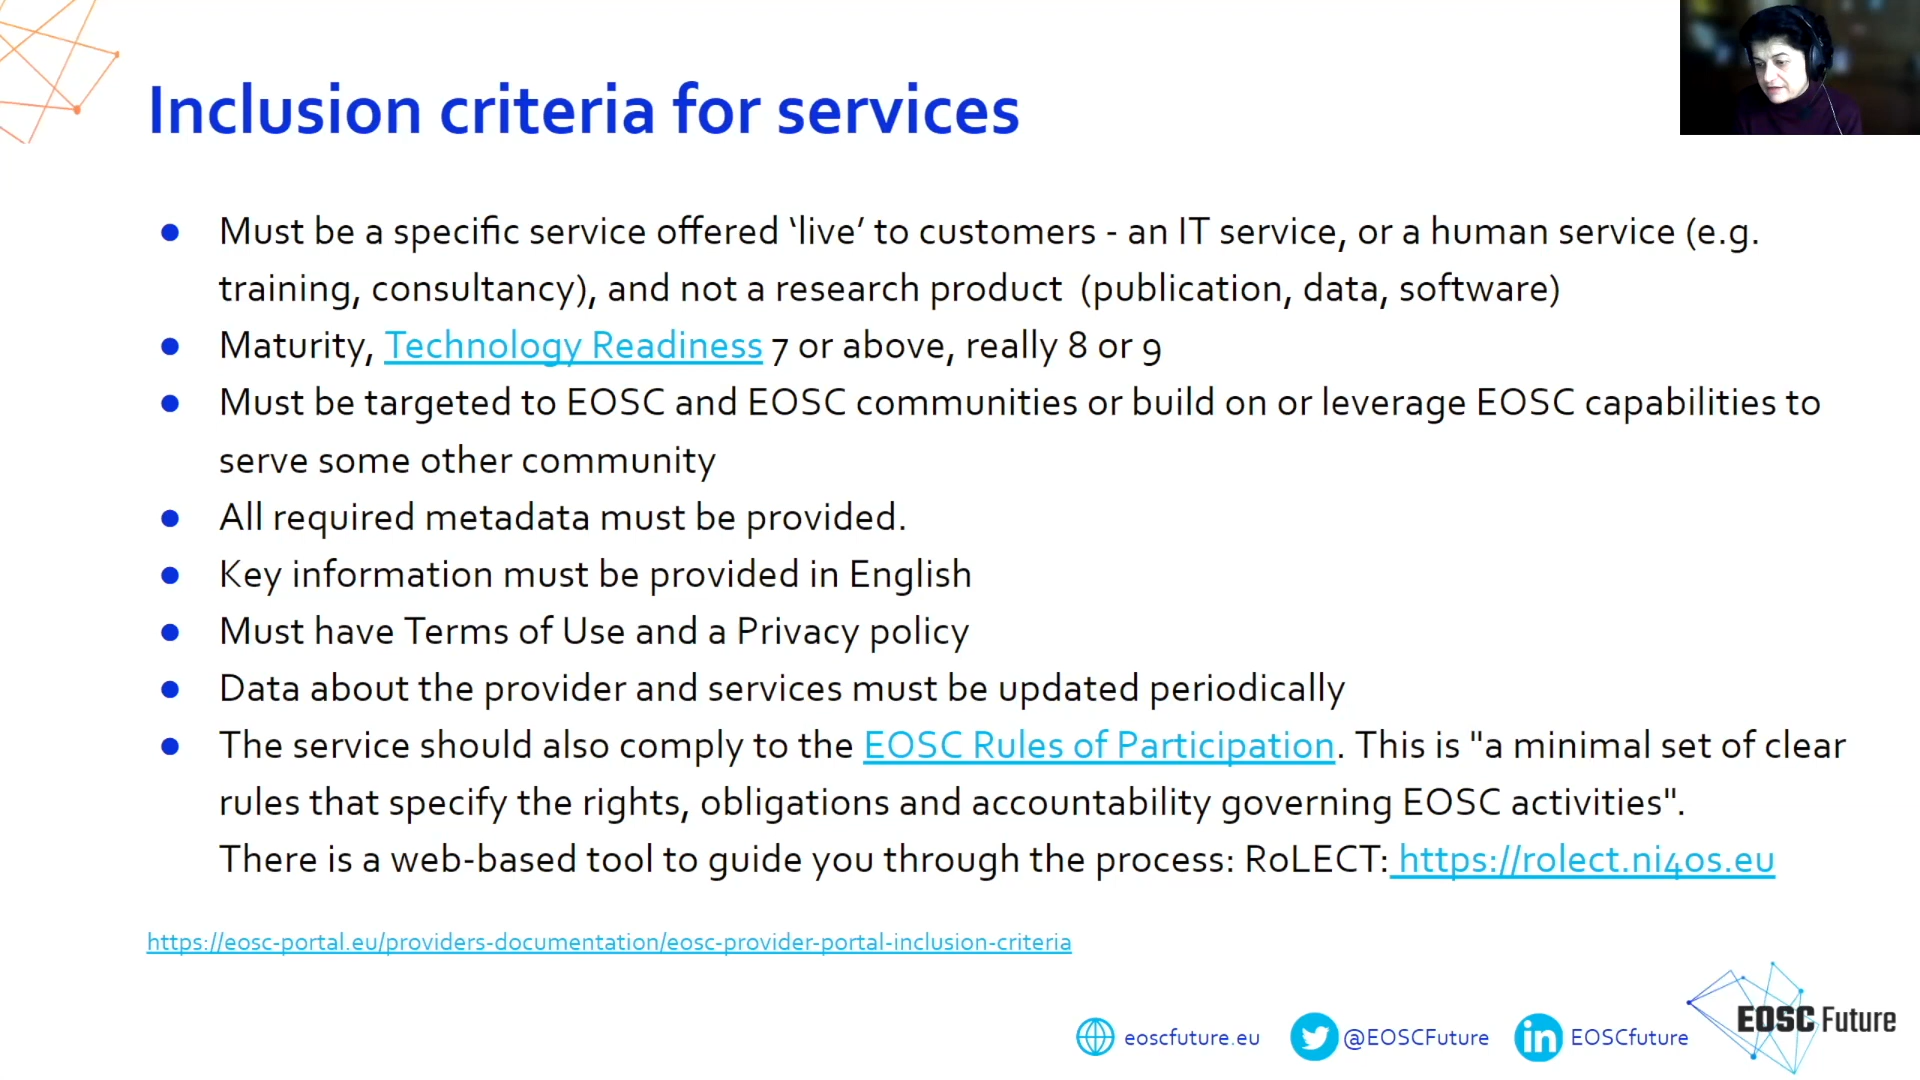 Inclusion criteria for services
● Must be a specific service offered ‘live’ to customers - an IT service, or a human service (e.g.
training, consultancy), and not a research product (publication, data, software)
● Maturity, Technology Readiness 7 or above, really 8 or 9
● Must be targeted to EOSC and EOSC communities or build on or leverage EOSC capabilities to
serve some other community
● All required metadata must be provided.
● Key information must be provided in English
● Must have Terms of Use and a Privacy policy
● Data about the provider and services must be updated periodically
● The service should also comply to the EOSC Rules of Participation. This is "a minimal set of clear
rules that specify the rights, obligations and accountability governing EOSC activities".
There is a web-based tool to guide you through the process: RoLECT: https://rolect.ni4os.eu
https://eosc-portal.eu/providers-documentation/eosc-provider-portal-inclusion-criteria
eoscfuture.eu @EOSCFuture in EOSCfuture EOSC Future